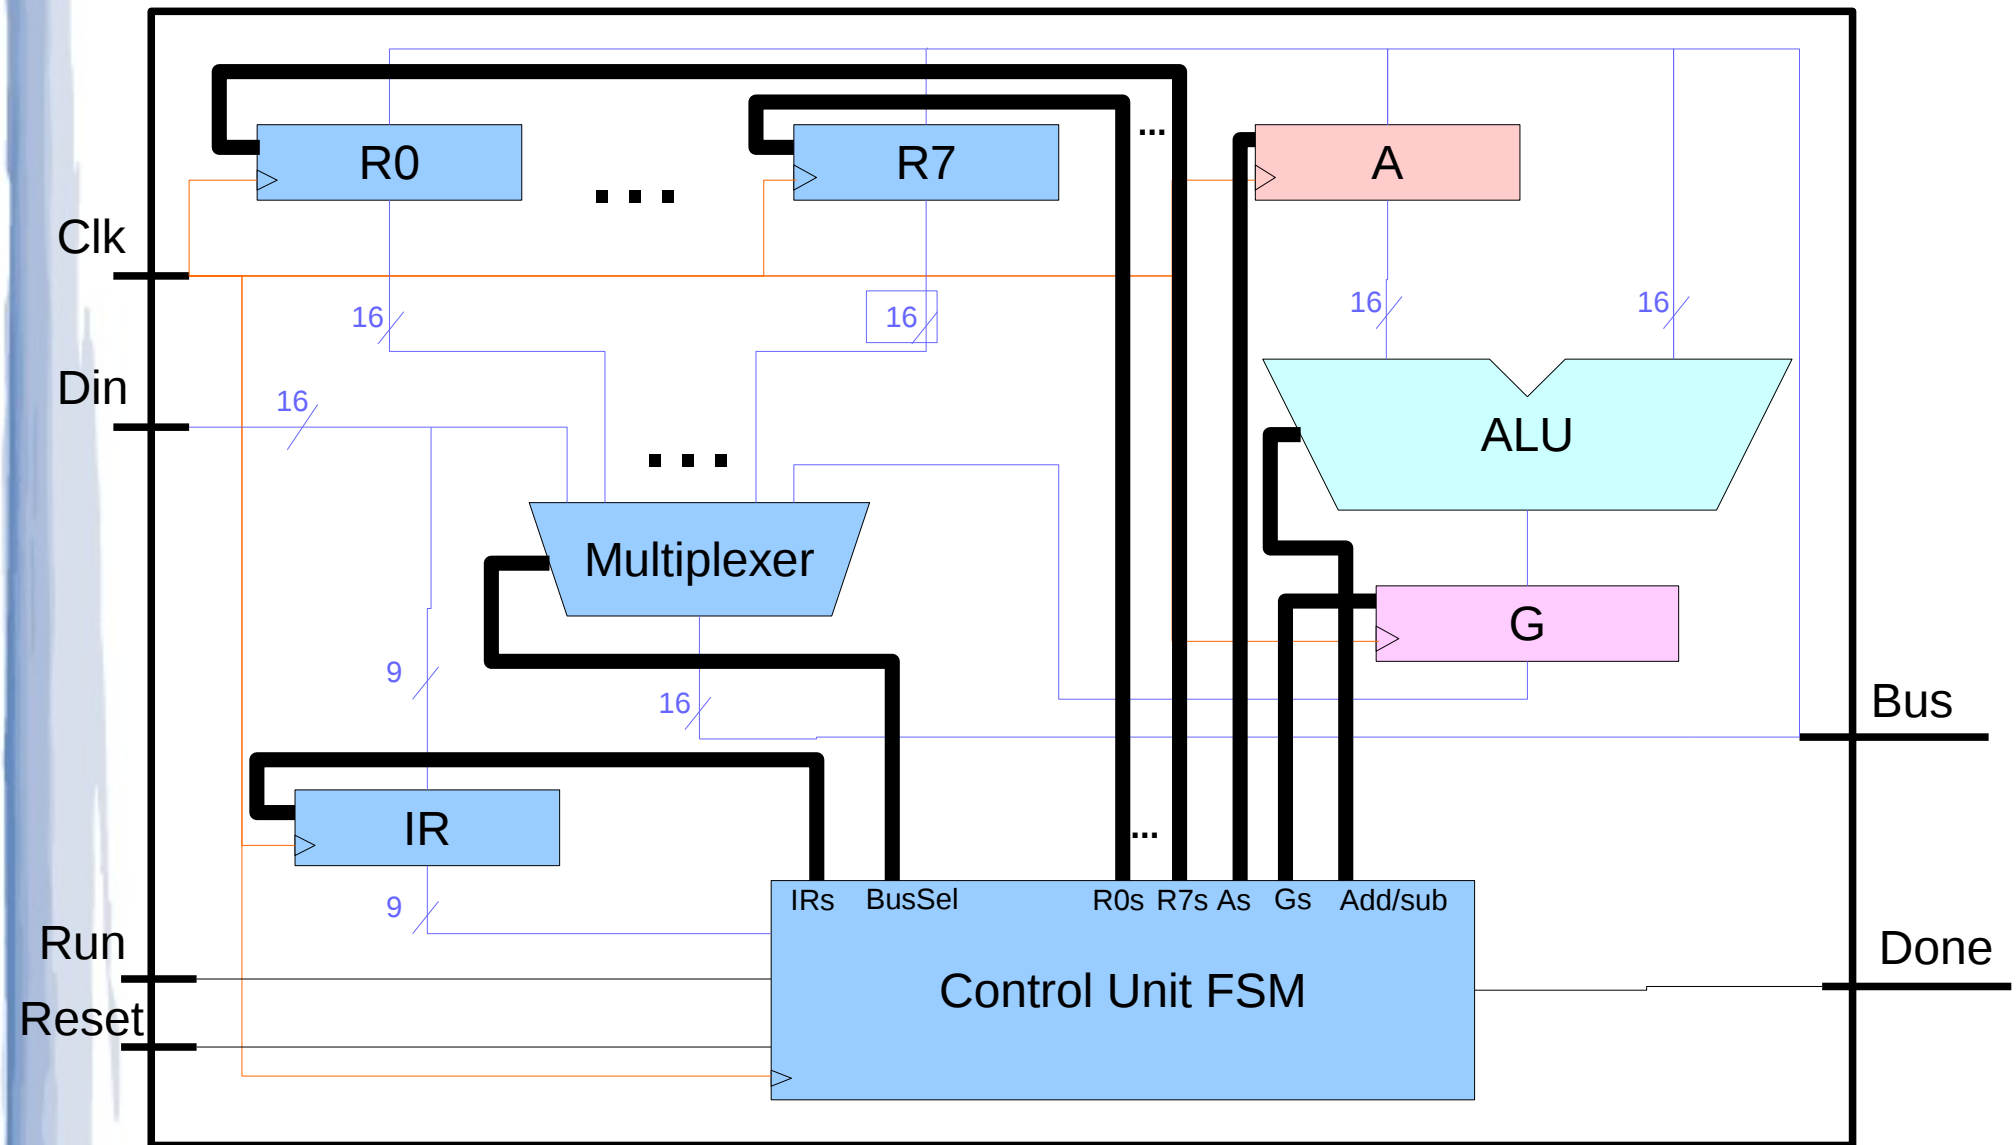 R0
...
R7
...
A
Clk
16
16
16
16
Din
16
...
ALU
Multiplexer
G
9
16
Bus
IR
...
IRs BusSel R0s R7s As Gs Add/sub
9
Run
Done
Control Unit FSM
Reset